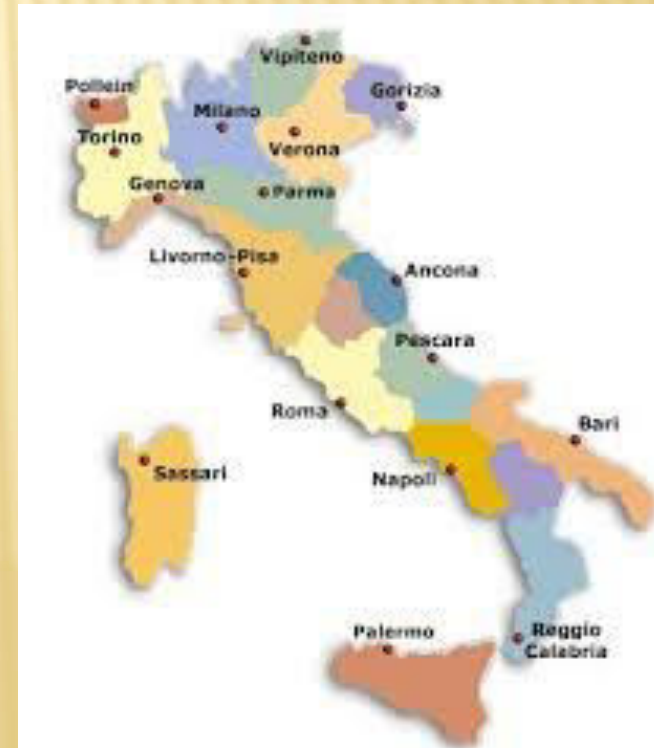 Vipiteno
Pollein
Gorizia
Milano
Torino
Verona
Genova
Parma
Livorno-Pisa
Ancona
Pescara
Roma
Bari
Sassari
Napoli
Palermo
Reggio
Calabria